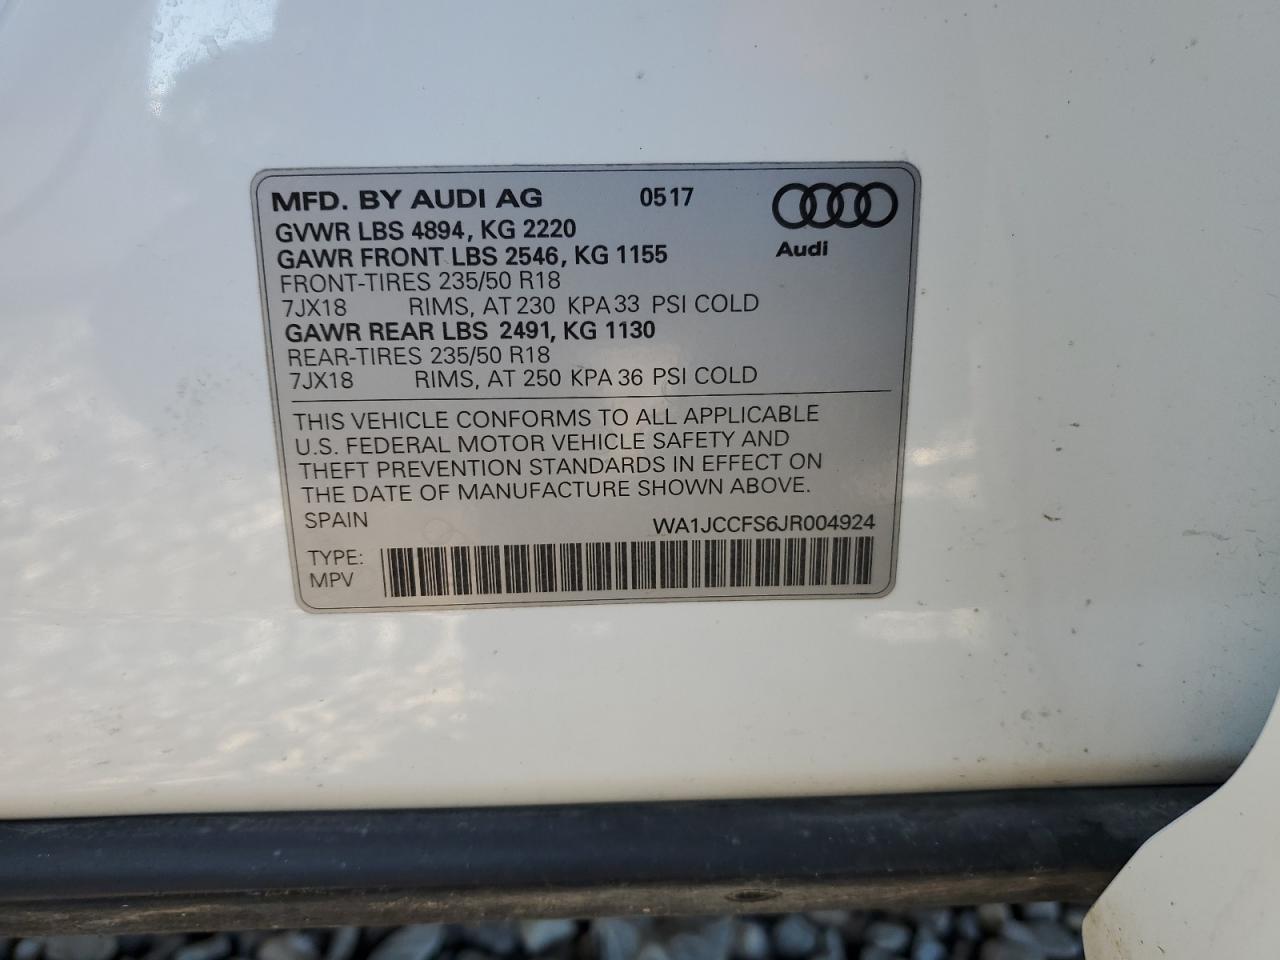 MFD. BY AUDI AG 0517
Audi
GVWR LBS 4894, KG 2220
GAWR FRONT LBS 2546, KG 1155
FRONT-TIRES 235/50 R18
7JX18 RIMS, AT 230 KPA 33 PSI COLD
GAWR REAR LBS 2491, KG 1130
REAR-TIRES 235/50 R18
7JX18 RIMS, AT 250 KPA 36 PSI COLD
THIS VEHICLE CONFORMS TO ALL APPLICABLE
U.S. FEDERAL MOTOR VEHICLE SAFETY AND
THEFT PREVENTION STANDARDS IN EFFECT ON
THE DATE OF MANUFACTURE SHOWN ABOVE.
SPAIN WA1JCCFS6JR004924
TYPE:
MPV